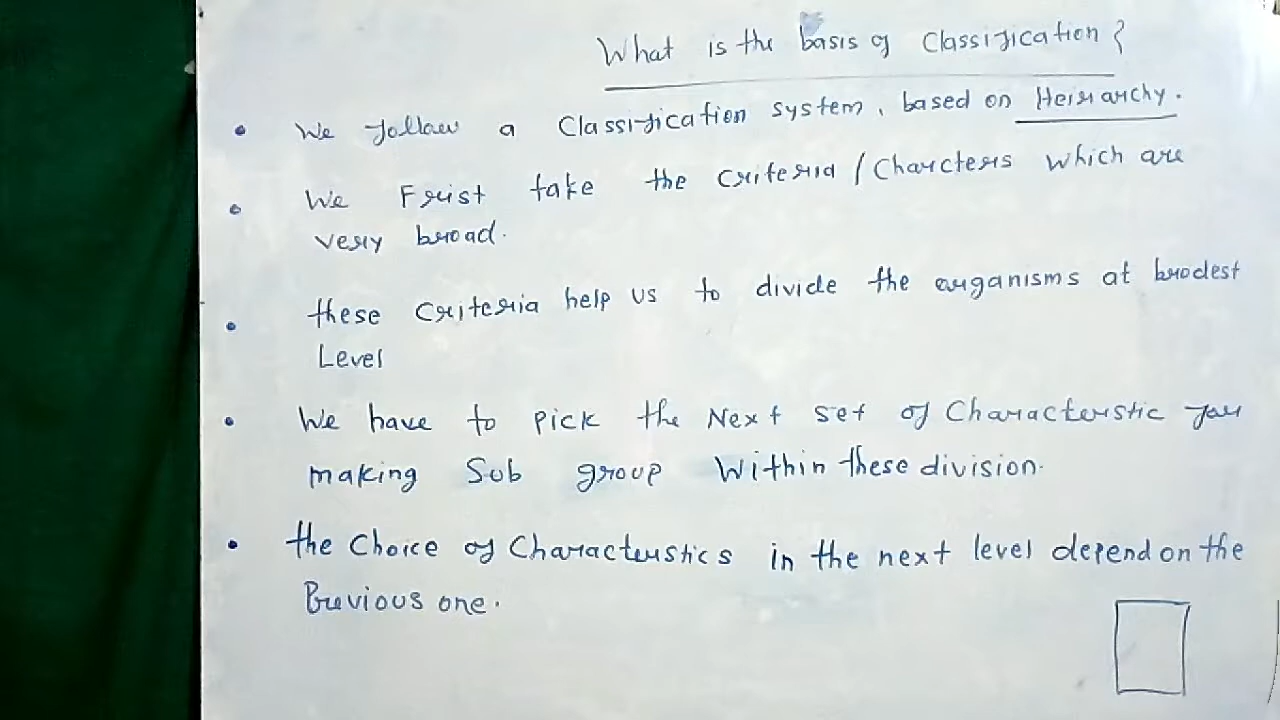 What is the basis of Classification?
• We follow a Classification system, based on Heirarchy.
• We Frist take the Criteria / Charcters Which are
very broad.
• these Criteria help us to divide the organisms at brodest
Level
• We have to pick the Next set of Characterstic for
making Sub group Within these division.
• the Choice of Characterstics in the next level depend on the
Previous one.